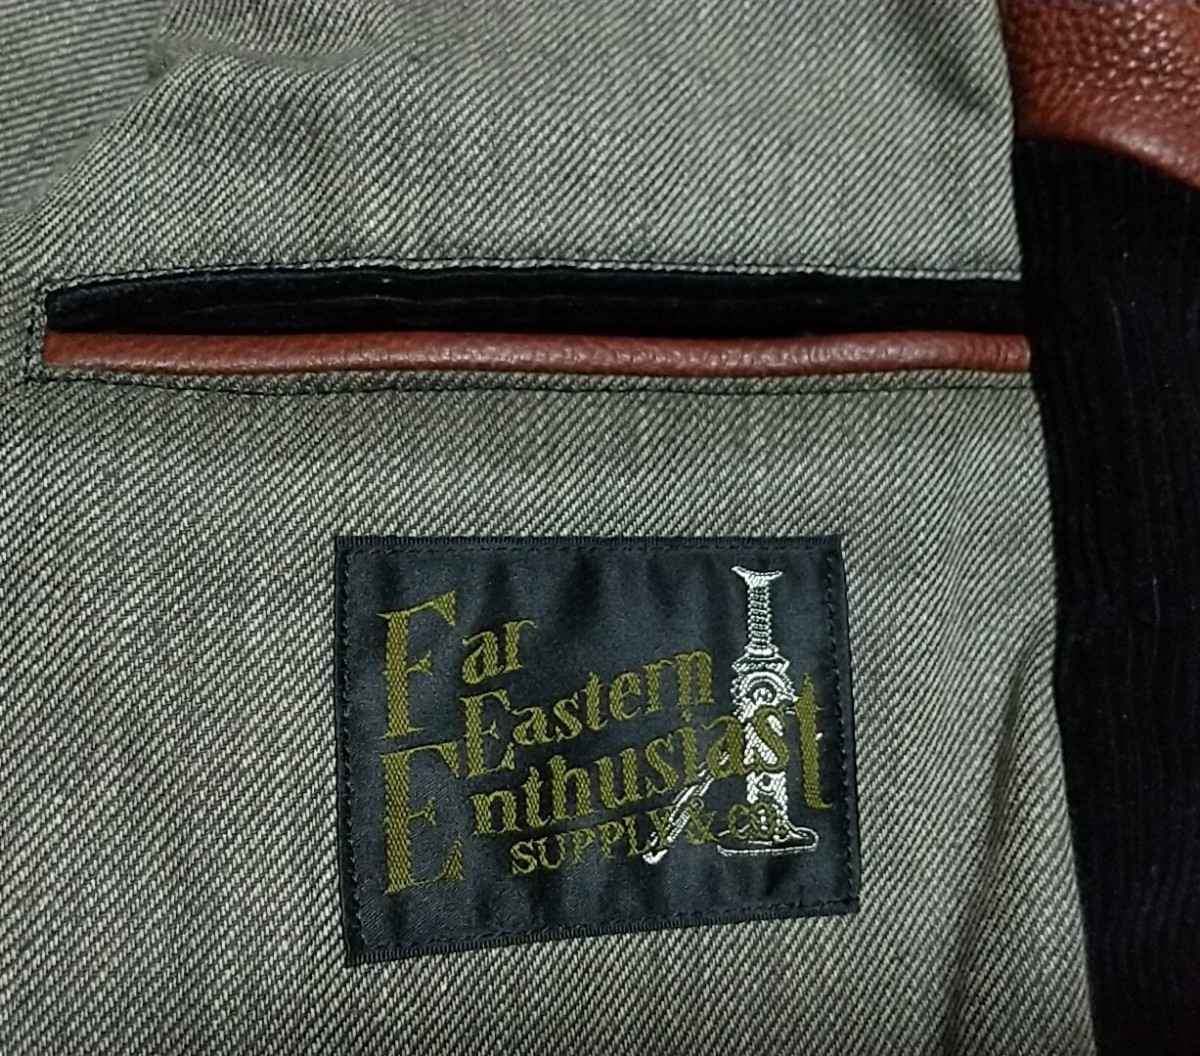 Far
Eastern
Enthusiast
SUPPLY & CO.